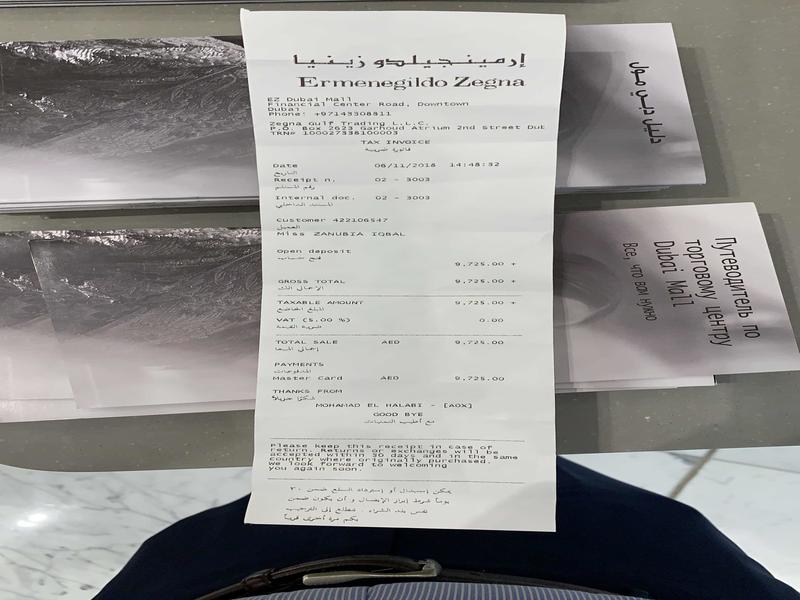 إرمينجيلدو زينيا
Ermenegildo Zegna
EZ Dubai Mall
Financial Center Road, Downtown
Dubai
Phone: +97143308811
Zegna Gulf Trading L.L.C.
P.O. Box 2623 Garhoud Atrium 2nd Street Dub
TRN# 100027338100003
TAX INVOICE
فاتورة ضريبية
Date 06/11/2018 14:48:32
التاريخ
Receipt n. 02 - 3003
رقم المستلم
Internal doc. 02 - 3003
المستند الداخلي
Customer 422106547
العميل
Miss ZANUBIA IQBAL
Open deposit
فتح حساب
9,725.00 +
GROSS TOTAL 9,725.00 +
الإجمالي
TAXABLE AMOUNT 9,725.00 +
المبلغ الخاضع
VAT (5.00 %) 0.00
ضريبة القيمة
TOTAL SALE AED 9,725.00
إجمالي
PAYMENTS
المدفوعات
Master Card AED 9,725.00
THANKS FROM
شكرًا جزيلاً
MOHAMAD EL HALABI - [A0X]
GOOD BYE
مع أطيب التمنيات
Please keep this receipt in case of
return. Returns or exchanges will be
accepted within 30 days and in the same
country where originally purchased.
We look forward to welcoming
you again soon.
يمكن إستبدال أو إسترداد السلع ضمن ٣٠
يوماً شرط إبراز الإيصال و أن يكون ضمن
نفس بلد الشراء . نتطلع إلى الترحيب
بكم مرة أخرى قريباً
دليل دبي مول
Путеводитель по
торговому центру
Dubai Mall
Все, что вам нужно